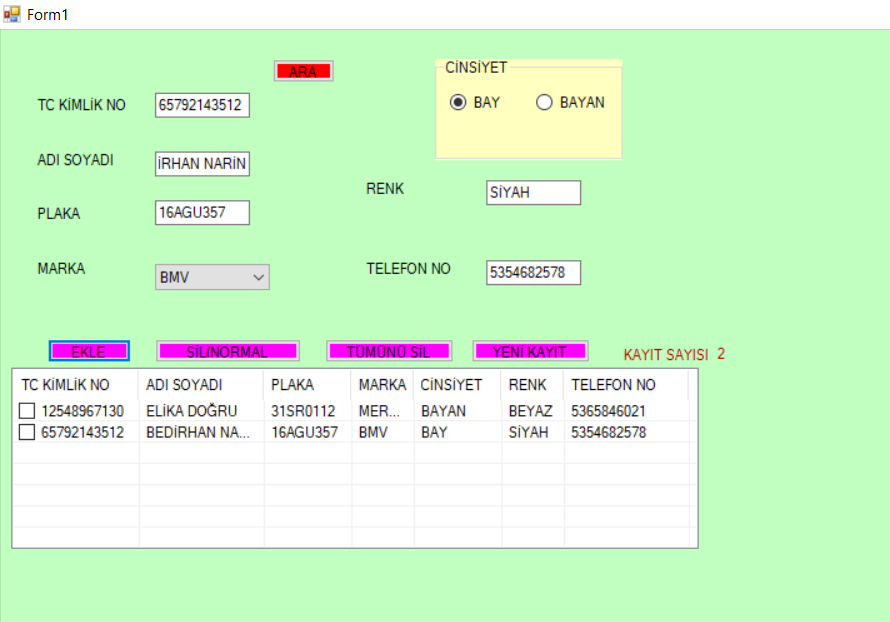 Form1
ARA
CİNSİYET
BAY BAYAN
TC KİMLİK NO 65792143512
ADI SOYADI İRHAN NARİN
RENK SİYAH
PLAKA 16AGU357
MARKA BMV
TELEFON NO 5354682578
EKLE SİL/NORMAL TÜMÜNÜ SİL YENİ KAYIT KAYIT SAYISI 2
TC KİMLİK NO ADI SOYADI PLAKA MARKA CİNSİYET RENK TELEFON NO
12548967130 ELİKA DOĞRU 31SR0112 MER... BAYAN BEYAZ 5365846021
65792143512 BEDİRHAN NA... 16AGU357 BMV BAY SİYAH 5354682578